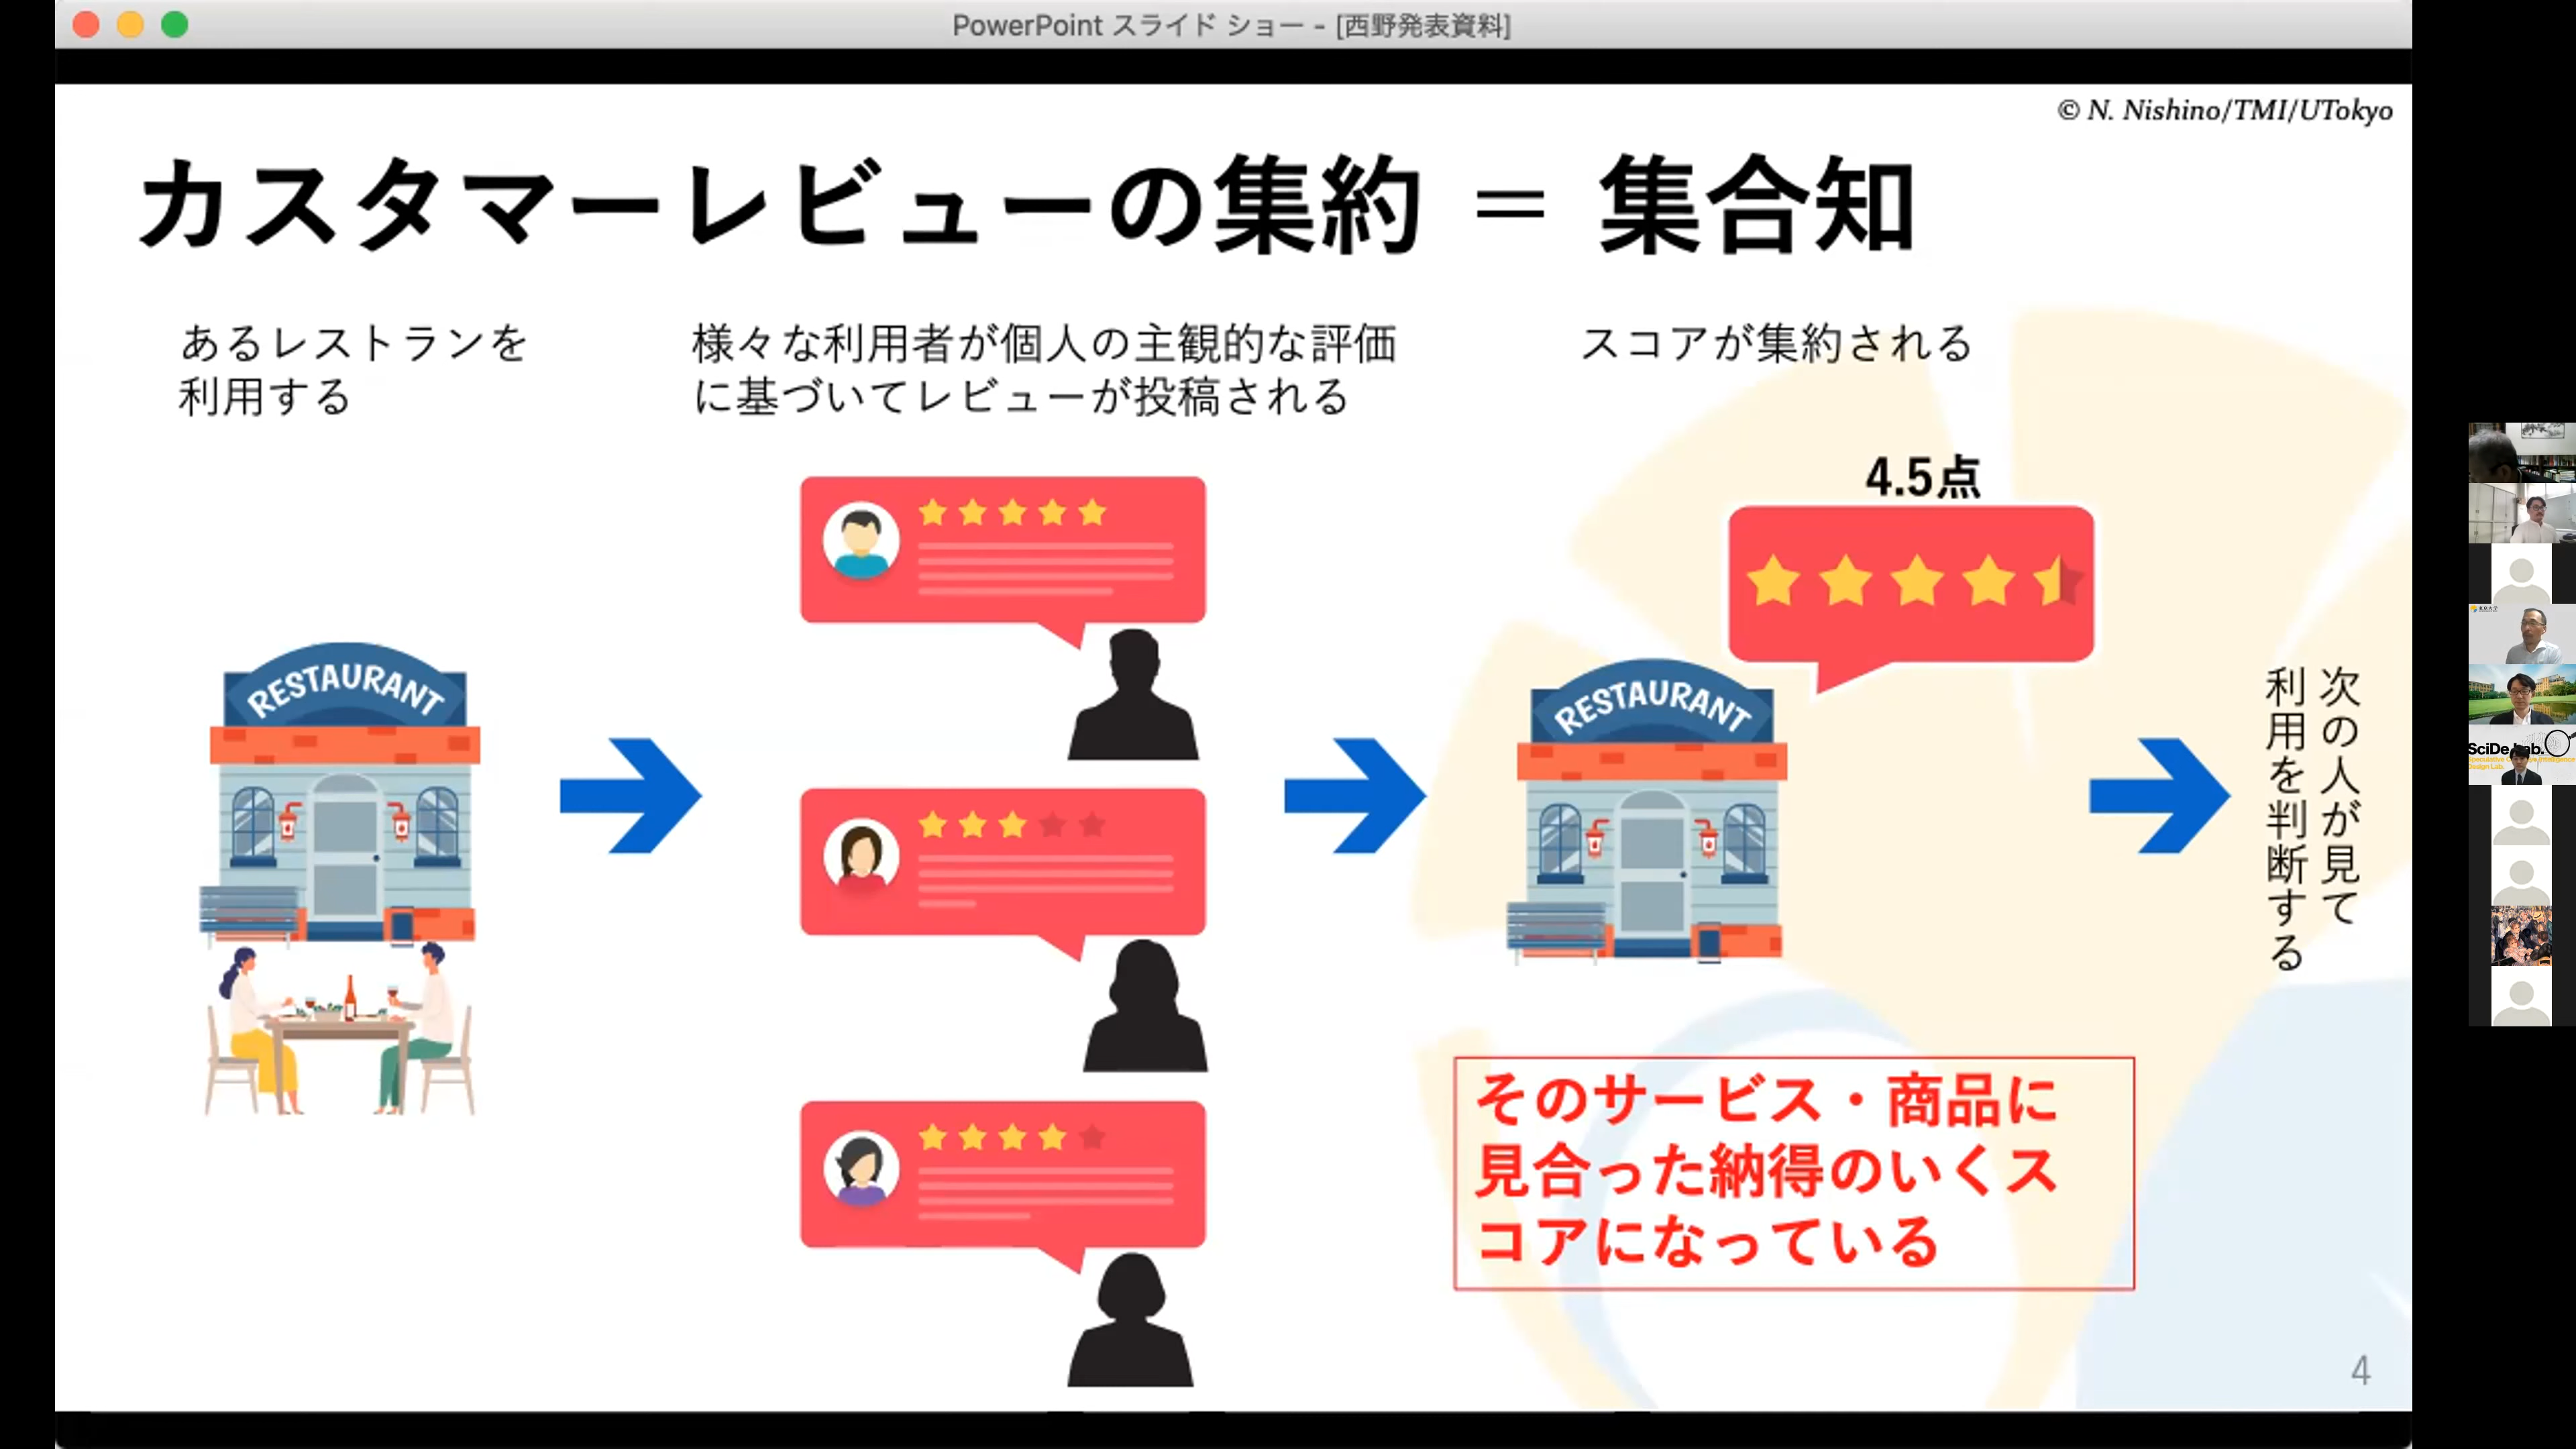 PowerPoint スライド ショー - [西野発表資料]
© N. Nishino/TMI/UTokyo
カスタマーレビューの集約 ＝ 集合知
あるレストランを
利用する
様々な利用者が個人の主観的な評価
に基づいてレビューが投稿される
スコアが集約される
4.5点
RESTAURANT
RESTAURANT
次の人が見て
利用を判断する
そのサービス・商品に
見合った納得のいくス
コアになっている
4
SciDe Lab.
Design Lab.